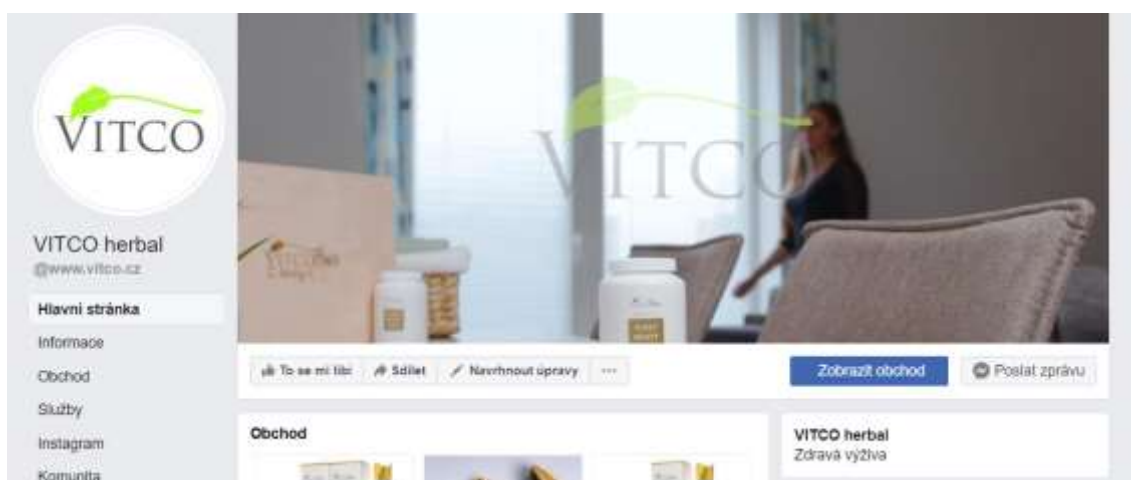 VITCO
VITCO
VITCO herbal
@www.vitco.cz
Hlavní stránka
Informace
Obchod
Služby
Instagram
Komunita
To se mi líbí
Sdílet
Navrhnout úpravy
...
Zobrazit obchod
Poslat zprávu
Obchod
VITCO herbal
Zdravá výživa